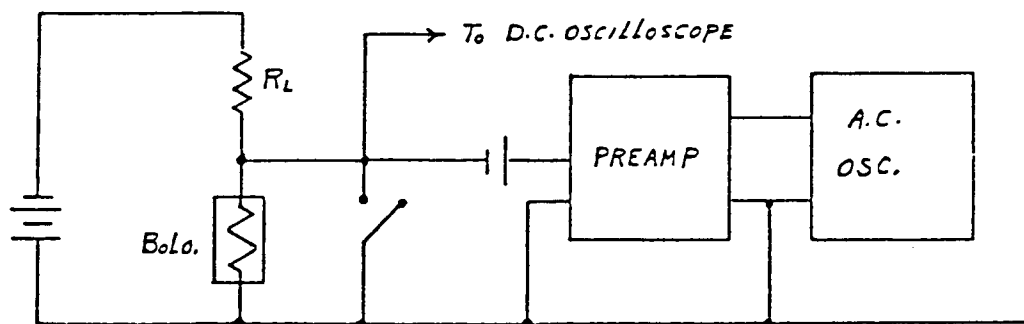 To D.C. OSCILLOSCOPE
RL
PREAMP
A.C.
OSC.
Bolo.